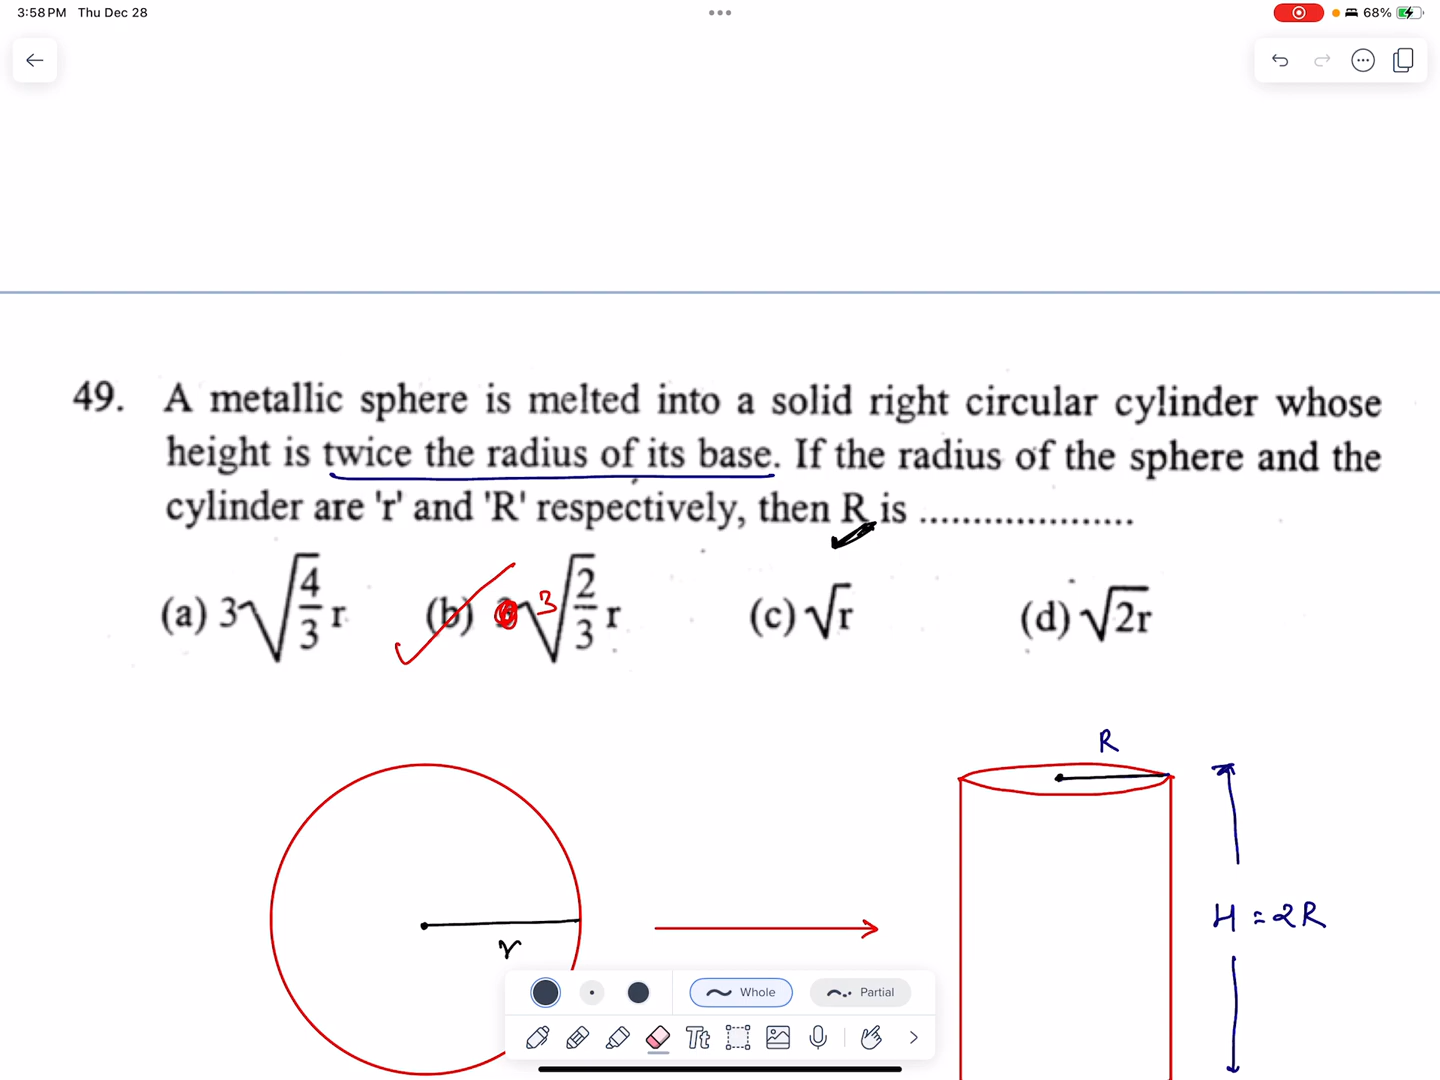 3:58 PM Thu Dec 28
68%
49. A metallic sphere is melted into a solid right circular cylinder whose
height is twice the radius of its base. If the radius of the sphere and the
cylinder are 'r' and 'R' respectively, then R is ....................
(a) 3√4/3 r (b) 3√2/3 r (c) √r (d) √2r
R
r
H = 2R
Whole Partial
Tt